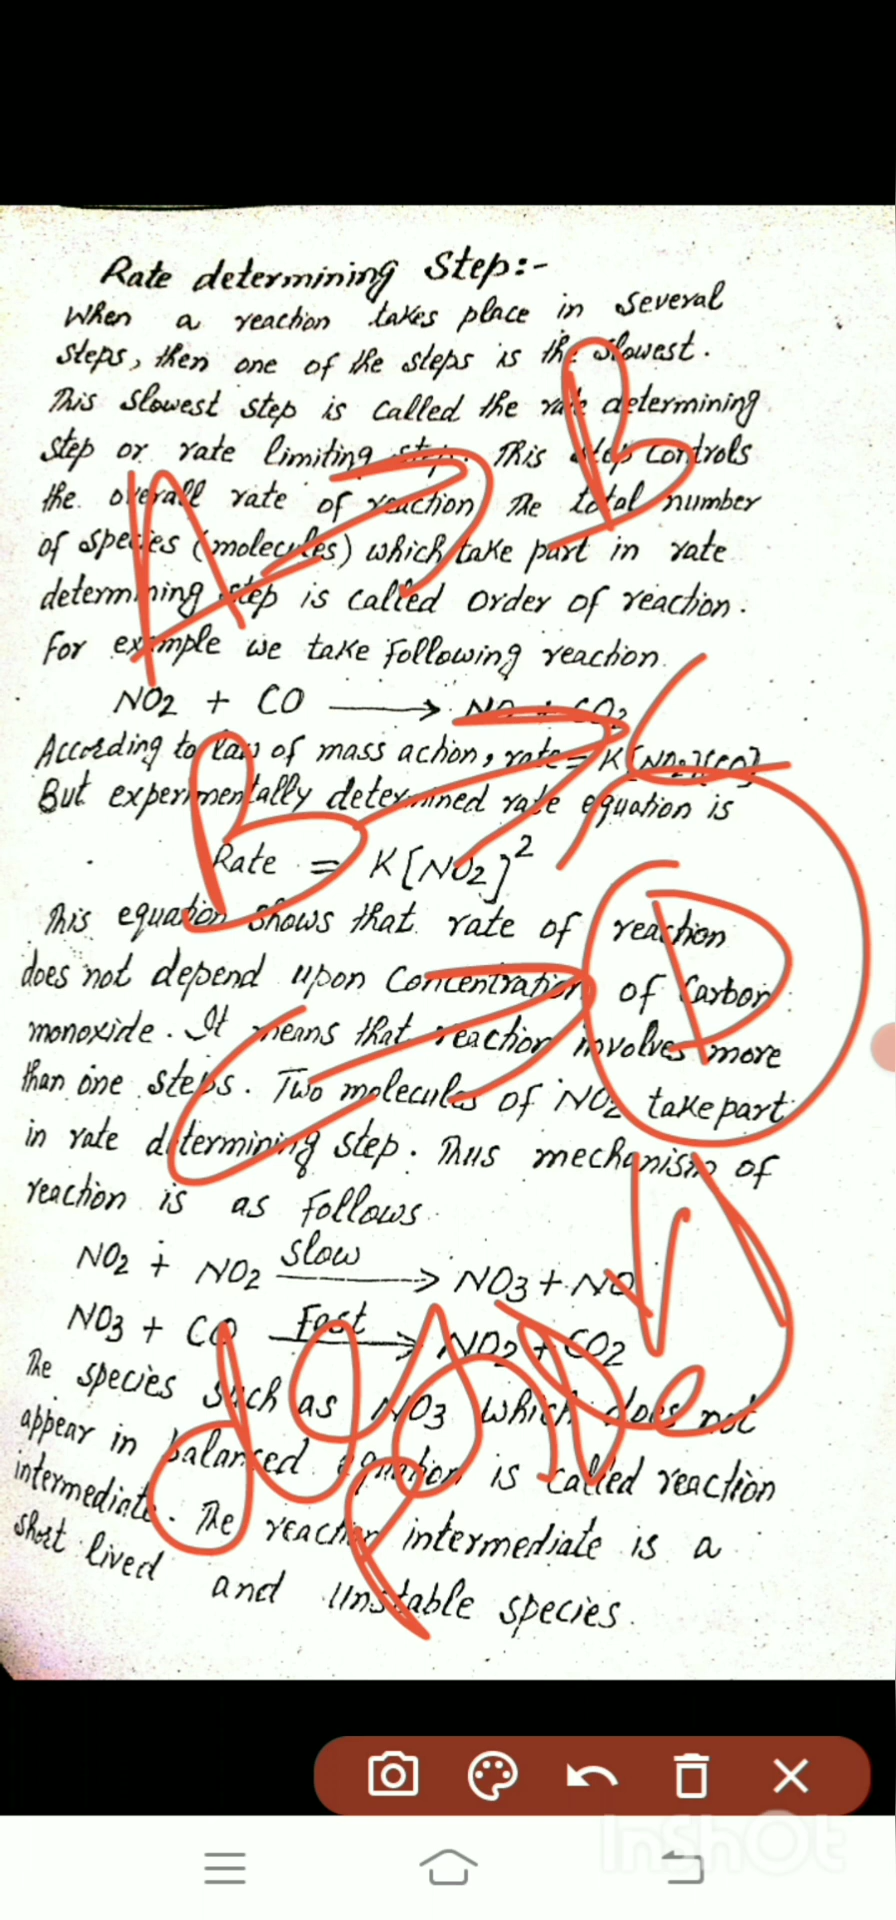 Rate determining Step:-
When a reaction takes place in several
steps, then one of the steps is the slowest.
This slowest step is called the rate determining
step or rate limiting step. This step controls
the overall rate of reaction. The total number
of species (molecules) which take part in rate
determining step is called order of reaction.
For example we take following reaction.
NO2 + CO ⟶ NO + CO2
According to law of mass action, rate = K[NO2][CO]
But experimentally determined rate equation is
Rate = K[NO2]²
This equation shows that rate of reaction
does not depend upon Concentration of Carbon
monoxide. It means that reaction involves more
than one steps. Two molecules of NO2 take part
in rate determining step. Thus mechanism of
reaction is as follows.
NO2 + NO2 Slow ⟶ NO3 + NO
NO3 + CO Fast ⟶ NO2 + CO2
The species such as NO3 which does not
appear in balanced equation is called reaction
intermediate. The reaction intermediate is a
short lived and unstable species.
A → B
B → C
C → D
InShOt